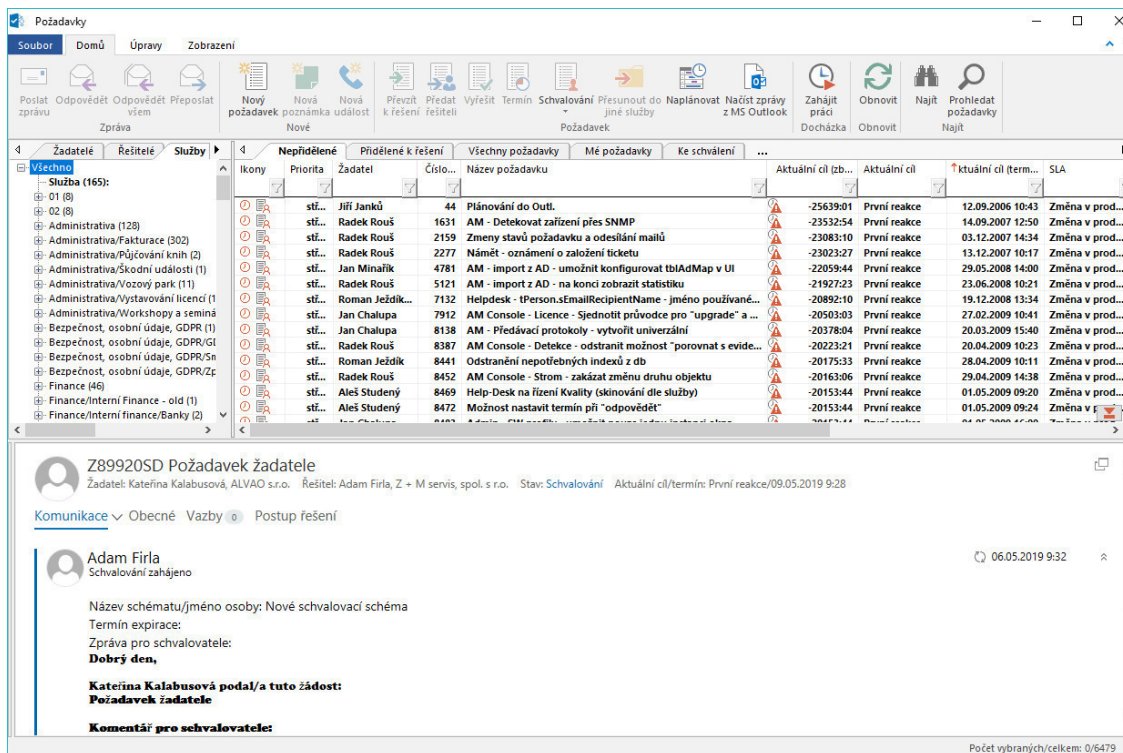 Požadavky
Soubor Domů Úpravy Zobrazení
Poslat zprávu Odpovědět Odpovědět všem Přeposlat Nový požadavek Nová poznámka Nová událost Převzít k řešení Předat řešiteli Vyřešit Termín Schvalování Přesunout do jiné služby Naplánovat Načíst zprávy z MS Outlook Zahájit práci Obnovit Najít Prohledat požadavky
Zpráva Nové Požadavek Docházka Obnovit Najít
Žadatelé Řešitelé Služby
Všechno
Služba (165):
01 (8)
02 (8)
Administrativa (128)
Administrativa/Fakturace (302)
Administrativa/Půjčování knih (2)
Administrativa/Škodní události (1)
Administrativa/Vozový park (11)
Administrativa/Vystavování licencí (1
Administrativa/Workshopy a seminá
Bezpečnost, osobní údaje, GDPR (1)
Bezpečnost, osobní údaje, GDPR/GD
Bezpečnost, osobní údaje, GDPR/Sm
Bezpečnost, osobní údaje, GDPR/Zp
Finance (46)
Finance/Interní Finance - old (1)
Finance/Interní finance/Banky (2)
Nepřidělené Přidělené k řešení Všechny požadavky Mé požadavky Ke schválení ...
Ikony Priorita Žadatel Číslo... Název požadavku Aktuální cíl (zb... Aktuální cíl ktuální cíl (term... SLA
stř... Jiří Janků 44 Plánování do Outl. -25639:01 První reakce 12.09.2006 10:43 Změna v prod...
stř... Radek Rouš 1631 AM - Detekovat zařízení přes SNMP -23532:54 První reakce 14.09.2007 12:50 Změna v prod...
stř... Radek Rouš 2159 Zmeny stavů požadavku a odesílání mailů -23083:10 První reakce 03.12.2007 14:34 Změna v prod...
stř... Radek Rouš 2277 Námět - oznámení o založení ticketu -23023:27 První reakce 13.12.2007 10:17 Změna v prod...
stř... Jan Minařík 4781 AM - import z AD - umožnit konfigurovat tblAdMap v UI -22059:44 První reakce 29.05.2008 14:00 Změna v prod...
stř... Radek Rouš 5121 AM - import z AD - na konci zobrazit statistiku -21927:23 První reakce 23.06.2008 10:21 Změna v prod...
stř... Roman Ježdík... 7132 Helpdesk - tPerson.sEmailRecipientName - jméno používané... -20892:10 První reakce 19.12.2008 13:34 Změna v prod...
stř... Jan Chalupa 7912 AM Console - Licence - Sjednotit průvodce pro "upgrade" a ... -20503:03 První reakce 27.02.2009 10:41 Změna v prod...
stř... Jan Chalupa 8138 AM - Předávací protokoly - vytvořit univerzální -20378:04 První reakce 20.03.2009 15:40 Změna v prod...
stř... Radek Rouš 8387 AM Console - Detekce - odstranit možnost "porovnat s evide... -20223:21 První reakce 20.04.2009 10:23 Změna v prod...
stř... Roman Ježdík 8441 Odstranění nepotřebných indexů z db -20175:33 První reakce 28.04.2009 10:11 Změna v prod...
stř... Radek Rouš 8452 AM Console - Strom - zakázat změnu druhu objektu -20163:06 První reakce 29.04.2009 14:38 Změna v prod...
stř... Aleš Studený 8469 Help-Desk na řízení Kvality (skinování dle služby) -20153:44 První reakce 01.05.2009 09:20 Změna v prod...
stř... Aleš Studený 8472 Možnost nastavit termín při "odpovědět" -20153:44 První reakce 01.05.2009 09:24 Změna v prod...
Z89920SD Požadavek žadatele
Žadatel: Kateřina Kalabusová, ALVAO s.r.o. Řešitel: Adam Firla, Z + M servis, spol. s r.o. Stav: Schvalování Aktuální cíl/termín: První reakce/09.05.2019 9:28
Komunikace Obecné Vazby 0 Postup řešení
Adam Firla 06.05.2019 9:32
Schvalování zahájeno
Název schématu/jméno osoby: Nové schvalovací schéma
Termín expirace:
Zpráva pro schvalovatele:
Dobrý den,
Kateřina Kalabusová podal/a tuto žádost:
Požadavek žadatele
Komentář pro schvalovatele:
Počet vybraných/celkem: 0/6479